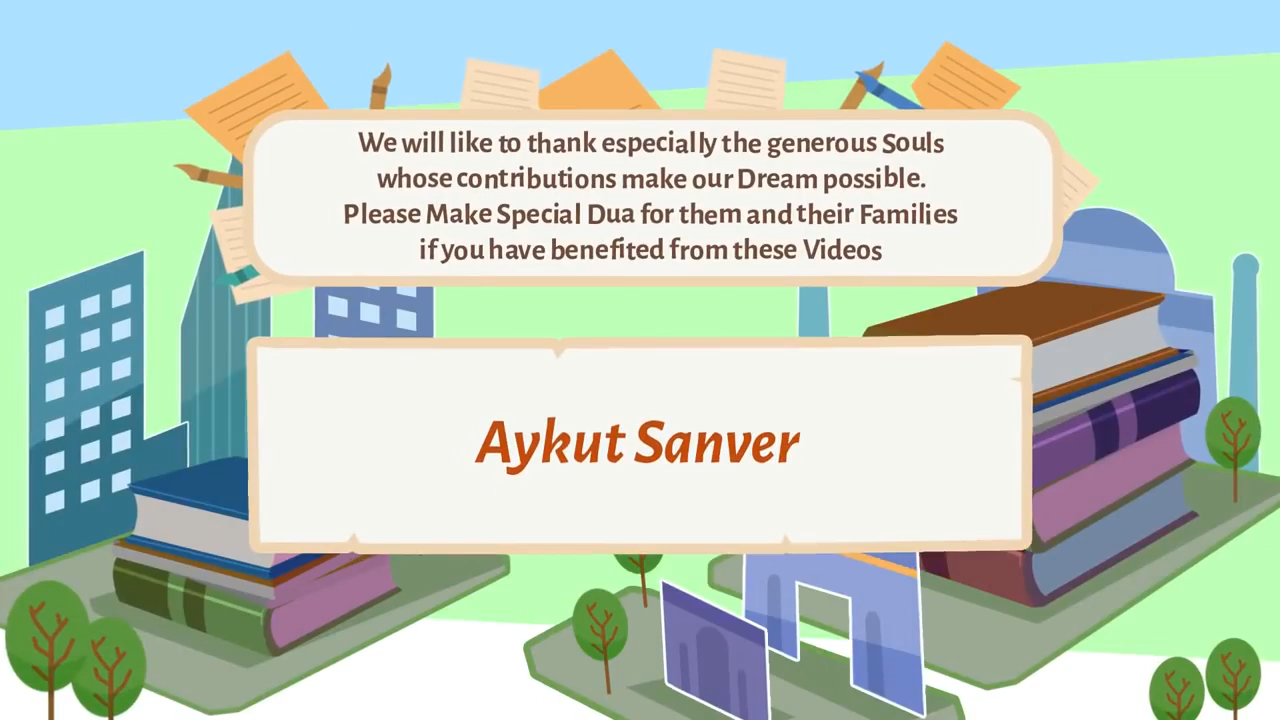 We will like to thank especially the generous Souls
whose contributions make our Dream possible.
Please Make Special Dua for them and their Families
if you have benefited from these Videos
Aykut Sanver